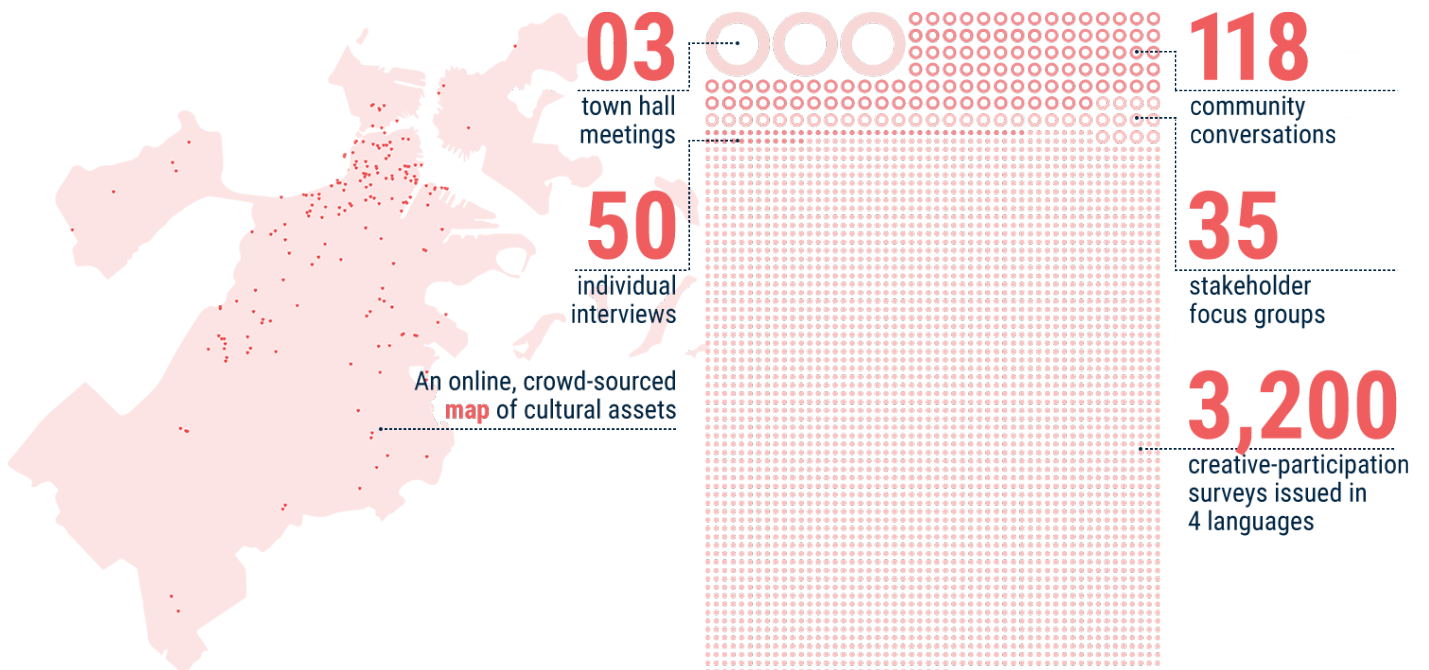 03
town hall
meetings
50
individual
interviews
An online, crowd-sourced
map of cultural assets
118
community
conversations
35
stakeholder
focus groups
3,200
creative-participation
surveys issued in
4 languages